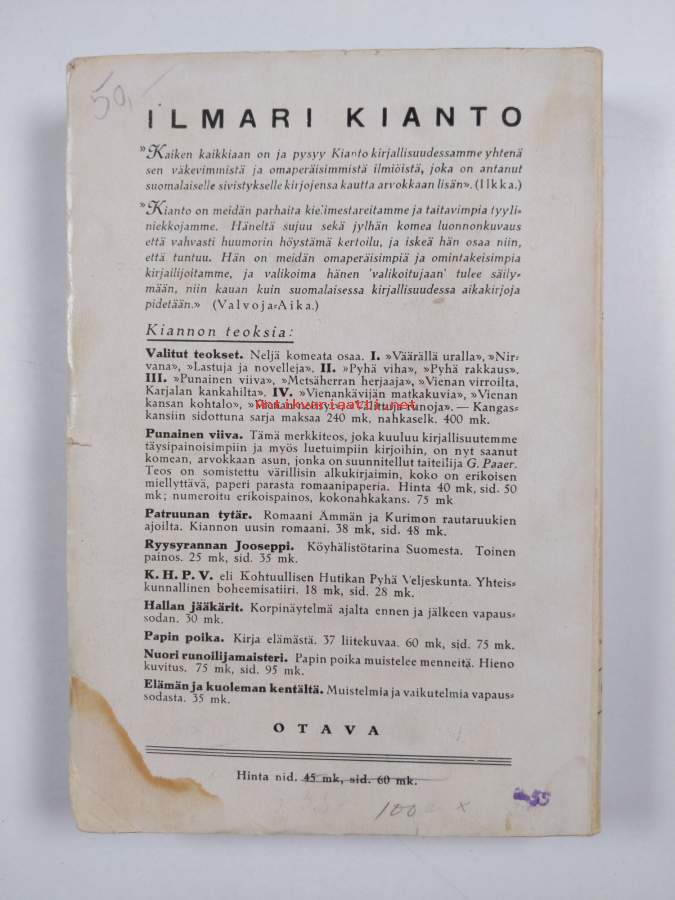 50,–
ILMARI KIANTO
»Kaiken kaikkiaan on ja pysyy Kianto kirjallisuudessamme yhtenä
sen väkevimmistä ja omaperäisimmistä ilmiöistä, joka on antanut
suomalaiselle sivistykselle kirjojensa kautta arvokkaan lisän». (Ilkka.)
»Kianto on meidän parhaita kielimestareitamme ja taitavimpia tyyli-
niekkojamme. Häneltä sujuu sekä jylhän komea luonnonkuvaus
että vahvasti huumorin höystämä kertoilu, ja iskeä hän osaa niin,
että tuntuu. Hän on meidän omaperäisimpiä ja omintakeisimpia
kirjailijoitamme, ja valikoima hänen 'valikoitujaan' tulee säily-
mään, niin kauan kuin suomalaisessa kirjallisuudessa aikakirjoja
pidetään.» (Valvoja-Aika.)
Kiannon teoksia:
Valitut teokset. Neljä komeata osaa. I. »Väärällä uralla», »Nir-
vana», »Lastuja ja novelleja». II. »Pyhä viha», »Pyhä rakkaus».
III. »Punainen viiva», »Metsäherran herjaaja», »Vienan virroilta,
Karjalan kankahilta». IV. »Vienankävijän matkakuvia», »Vienan
kansan kohtalo», Valittuja runoja». — Kangas-
antikvariaatti.net
kansiin sidottuna sarja maksaa 240 mk, nahkaselk. 400 mk.
Punainen viiva. Tämä merkkiteos, joka kuuluu kirjallisuutemme
täysipainoisimpiin ja myös luetuimpiin kirjoihin, on nyt saanut
komean, arvokkaan asun, jonka on suunnitellut taiteilija G. Paaer.
Teos on somistettu värillisin alkukirjaimin, koko on erikoisen
miellyttävä, paperi parasta romaanipaperia. Hinta 40 mk, sid. 50
mk; numeroitu erikoispainos, kokonahkakans. 75 mk
Patruunan tytär. Romaani Ämmän ja Kurimon rautaruukien
ajoilta. Kiannon uusin romaani. 38 mk, sid. 48 mk.
Ryysyrannan Jooseppi. Köyhälistötarina Suomesta. Toinen
painos. 25 mk, sid. 35 mk.
K. H. P. V. eli Kohtuullisen Hutikan Pyhä Veljeskunta. Yhteis-
kunnallinen boheemisatiiri. 18 mk, sid. 28 mk.
Hallan jääkärit. Korpinäytelmä ajalta ennen ja jälkeen vapaus-
sodan. 30 mk.
Papin poika. Kirja elämästä. 37 liitekuvaa. 60 mk, sid. 75 mk.
Nuori runoilijamaisteri. Papin poika muistelee menneitä. Hieno
kuvitus. 75 mk, sid. 95 mk.
Elämän ja kuoleman kentältä. Muistelmia ja vaikutelmia vapaus-
sodasta. 35 mk.
OTAVA
Hinta nid. 45 mk, sid. 60 mk.
100 x
-55